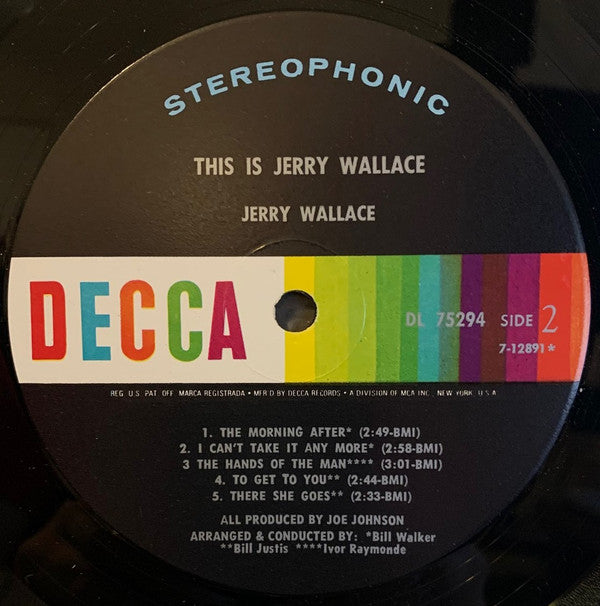 STEREOPHONIC
THIS IS JERRY WALLACE
JERRY WALLACE
DECCA
DL 75294 SIDE 2
7-12891*
REG. U.S. PAT. OFF. MARCA REGISTRADA • MFR'D BY DECCA RECORDS • A DIVISION OF MCA INC., NEW YORK, U.S.A.
1. THE MORNING AFTER* (2:49-BMI)
2. I CAN'T TAKE IT ANY MORE* (2:58-BMI)
3 THE HANDS OF THE MAN**** (3:01-BMI)
4. TO GET TO YOU** (2:44-BMI)
5. THERE SHE GOES** (2:33-BMI)
ALL PRODUCED BY JOE JOHNSON
ARRANGED & CONDUCTED BY: *Bill Walker
**Bill Justis ****Ivor Raymonde